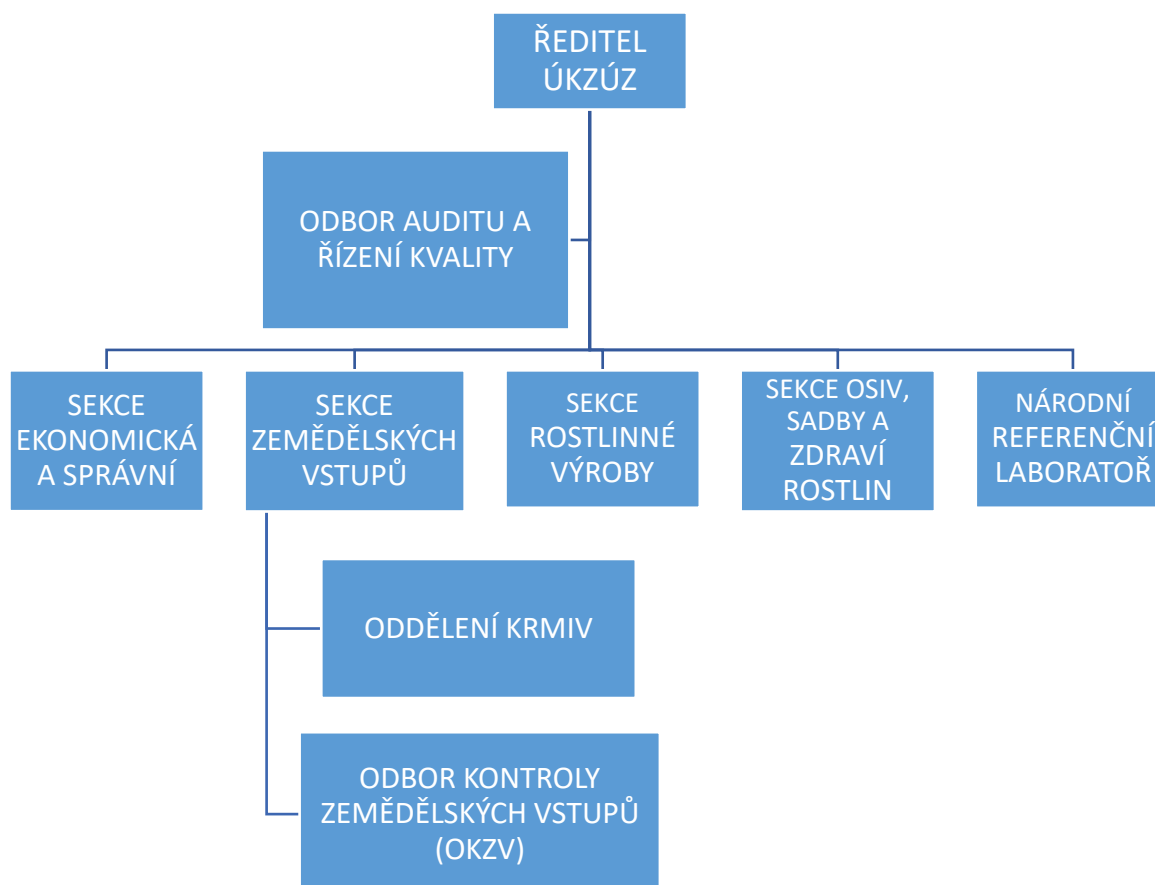 ŘEDITEL
ÚKZÚZ
ODBOR AUDITU A
ŘÍZENÍ KVALITY
SEKCE
EKONOMICKÁ
A SPRÁVNÍ
SEKCE
ZEMĚDĚLSKÝCH
VSTUPŮ
SEKCE
ROSTLINNÉ
VÝROBY
SEKCE OSIV,
SADBY A
ZDRAVÍ
ROSTLIN
NÁRODNÍ
REFERENČNÍ
LABORATOŘ
ODDĚLENÍ KRMIV
ODBOR KONTROLY
ZEMĚDĚLSKÝCH VSTUPŮ
(OKZV)